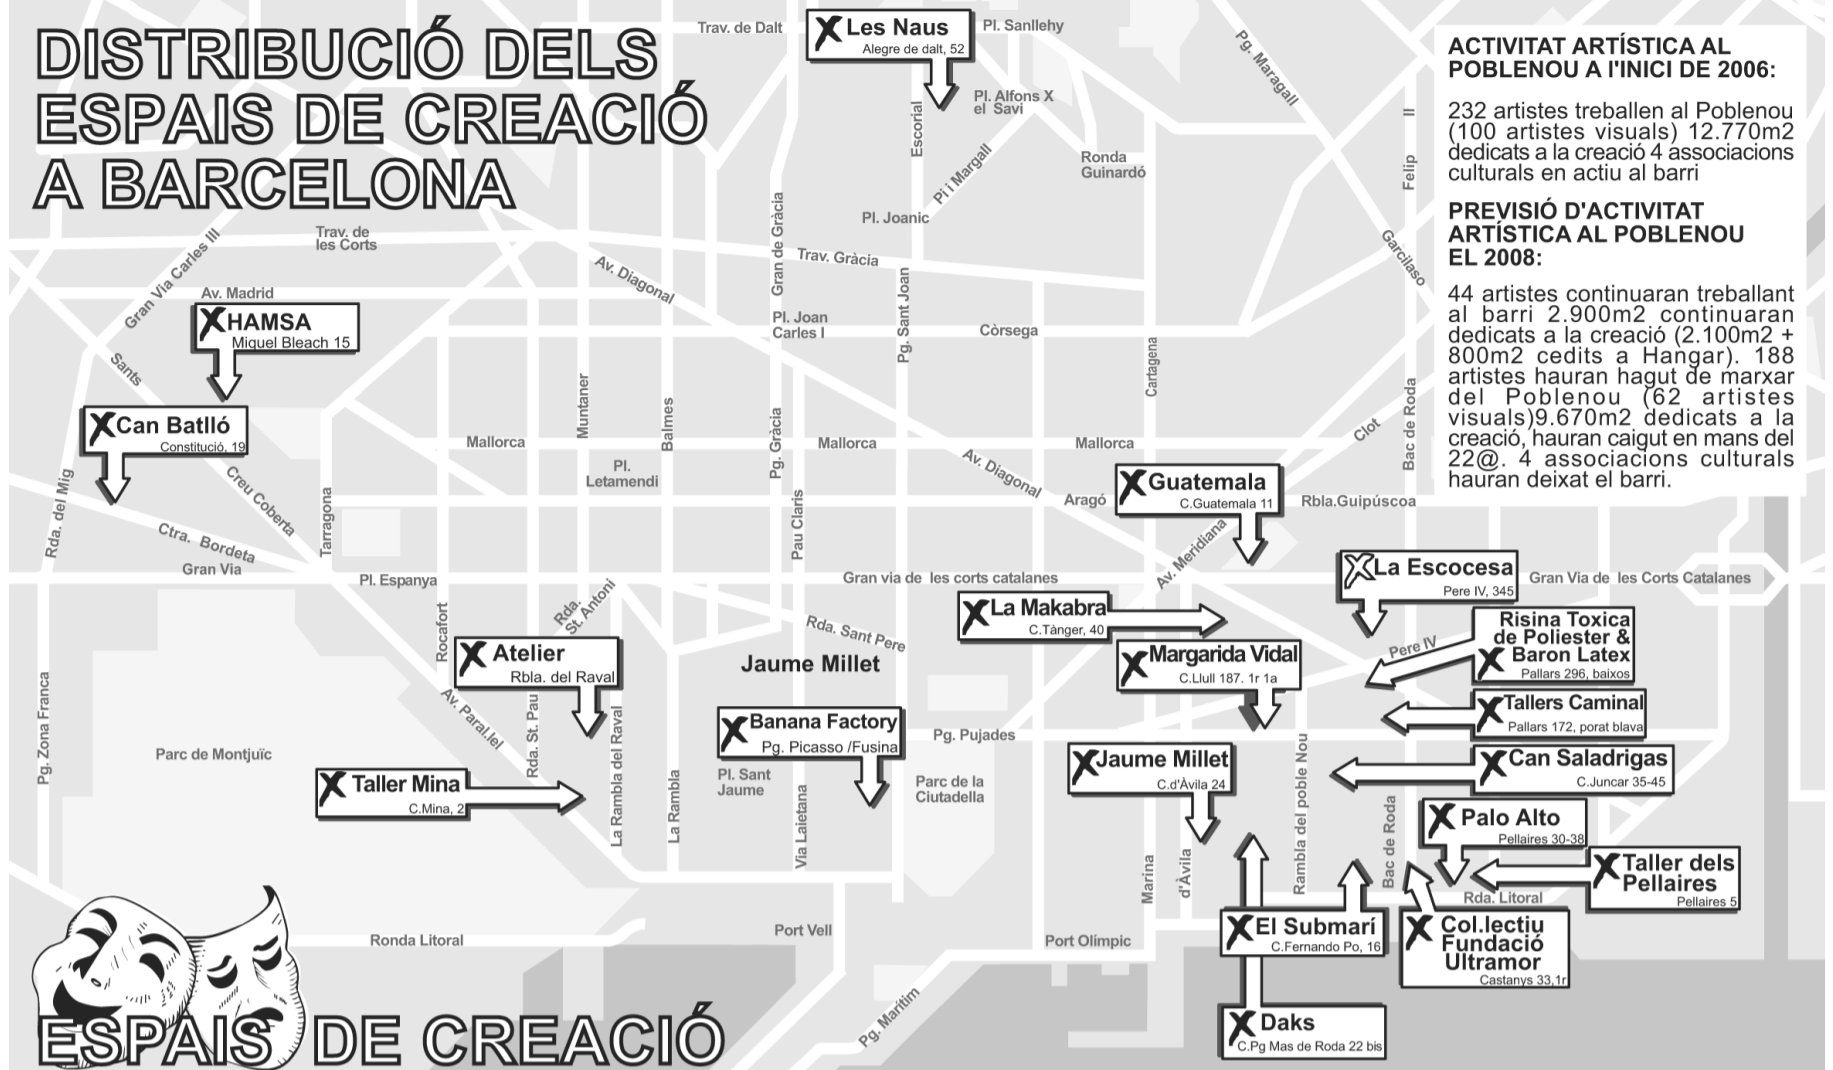 DISTRIBUCIÓ DELS
ESPAIS DE CREACIÓ
A BARCELONA
Trav. de Dalt
Les Naus
Alegre de dalt, 52
Pl. Sanllehy
Pl. Alfons X
el Savi
Escorial
Pi i Margall
Ronda
Guinardó
Pl. Joanic
Pg. Maragall
Felip II
Garcilaso
ACTIVITAT ARTÍSTICA AL
POBLENOU A l'INICI DE 2006:
232 artistes treballen al Poblenou
(100 artistes visuals) 12.770m2
dedicats a la creació 4 associacions
culturals en actiu al barri
PREVISIÓ D'ACTIVITAT
ARTÍSTICA AL POBLENOU
EL 2008:
44 artistes continuaran treballant
al barri 2.900m2 continuaran
dedicats a la creació (2.100m2 +
800m2 cedits a Hangar). 188
artistes hauran hagut de marxar
del Poblenou (62 artistes
visuals)9.670m2 dedicats a la
creació, hauran caigut en mans del
22@. 4 associacions culturals
hauran deixat el barri.
Gran Via Carles III
Trav. de
les Corts
Av. Madrid
Av. Diagonal
Gran de Gràcia
Trav. Gràcia
Pl. Joan
Carles I
Pg. Sant Joan
Còrsega
Cartagena
HAMSA
Miquel Bleach 15
Sants
Can Batlló
Constitució, 19
Muntaner
Balmes
Pg. Gràcia
Mallorca
Mallorca
Mallorca
Clot
Bac de Roda
Pl.
Letamendi
Av. Diagonal
Aragó
Guatemala
C.Guatemala 11
Rbla.Guipúscoa
Rda. del Mig
Creu Coberta
Tarragona
Pau Claris
Ctra. Bordeta
Gran Via
Pl. Espanya
Gran via de les corts catalanes
Av. Meridiana
La Escocesa
Pere IV, 345
Gran Via de les Corts Catalanes
Rocafort
Rda.
St. Antoni
Rda. Sant Pere
La Makabra
C.Tànger, 40
Risina Toxica
de Poliester &
Baron Latex
Pallars 296, baixos
Pere IV
Atelier
Rbla. del Raval
Jaume Millet
Margarida Vidal
C.Llull 187. 1r 1a
Tallers Caminal
Pallars 172, porat blava
Pg. Zona Franca
Av. Paral.lel
Rda. St. Pau
La Rambla del Raval
Banana Factory
Pg. Picasso /Fusina
Pg. Pujades
Parc de Montjuïc
Jaume Millet
C.d'Àvila 24
Rambla del poble Nou
Can Saladrigas
C.Juncar 35-45
Taller Mina
C.Mina, 2
La Rambla
Pl. Sant
Jaume
Via Laietana
Parc de la
Ciutadella
Palo Alto
Pellaires 30-38
Bac de Roda
Marina
d'Àvila
Taller dels
Pellaires
Pellaires 5
Rda. Litoral
Ronda Litoral
Port Vell
Port Olímpic
El Submarí
C.Fernando Po, 16
Col.lectiu
Fundació
Ultramor
Castanys 33,1r
Pg. Marítim
Daks
C.Pg Mas de Roda 22 bis
ESPAIS DE CREACIÓ